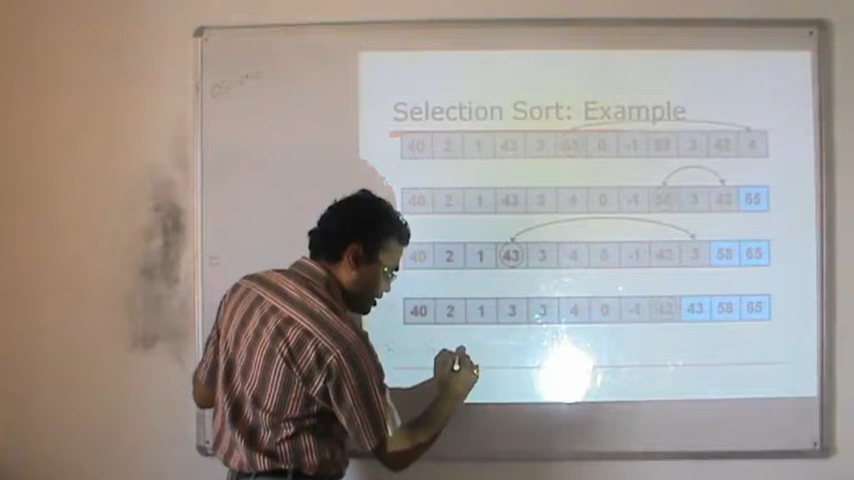 Selection Sort: Example
40 2 1 43 3 65 0 -1 58 3 42 4
40 2 1 43 3 4 0 -1 58 3 42 65
40 2 1 43 3 4 0 -1 42 3 58 65
40 2 1 3 3 4 0 -1 42 43 58 65